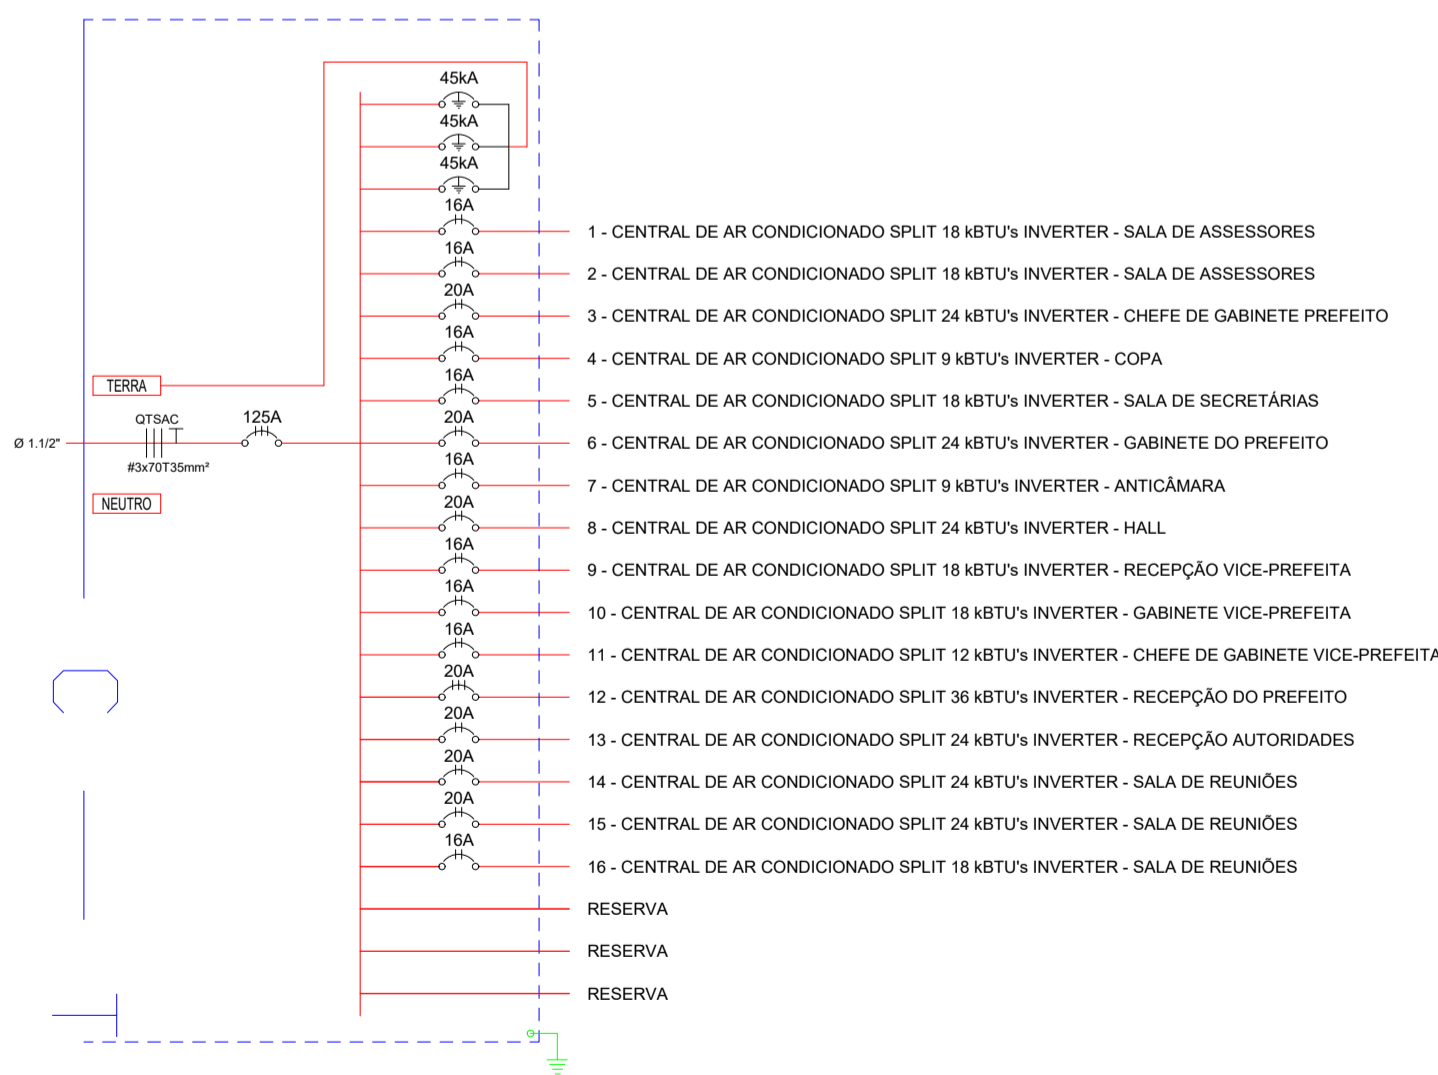 45kA
45kA
45kA
16A
1 - CENTRAL DE AR CONDICIONADO SPLIT 18 kBTU's INVERTER - SALA DE ASSESSORES
16A
2 - CENTRAL DE AR CONDICIONADO SPLIT 18 kBTU's INVERTER - SALA DE ASSESSORES
20A
3 - CENTRAL DE AR CONDICIONADO SPLIT 24 kBTU's INVERTER - CHEFE DE GABINETE PREFEITO
16A
4 - CENTRAL DE AR CONDICIONADO SPLIT 9 kBTU's INVERTER - COPA
TERRA
16A
5 - CENTRAL DE AR CONDICIONADO SPLIT 18 kBTU's INVERTER - SALA DE SECRETÁRIAS
QTSAC
125A
20A
Ø 1.1/2"
6 - CENTRAL DE AR CONDICIONADO SPLIT 24 kBTU's INVERTER - GABINETE DO PREFEITO
#3x70T35mm²
16A
7 - CENTRAL DE AR CONDICIONADO SPLIT 9 kBTU's INVERTER - ANTICÂMARA
NEUTRO
20A
8 - CENTRAL DE AR CONDICIONADO SPLIT 24 kBTU's INVERTER - HALL
16A
9 - CENTRAL DE AR CONDICIONADO SPLIT 18 kBTU's INVERTER - RECEPÇÃO VICE-PREFEITA
16A
10 - CENTRAL DE AR CONDICIONADO SPLIT 18 kBTU's INVERTER - GABINETE VICE-PREFEITA
16A
11 - CENTRAL DE AR CONDICIONADO SPLIT 12 kBTU's INVERTER - CHEFE DE GABINETE VICE-PREFEITA
20A
12 - CENTRAL DE AR CONDICIONADO SPLIT 36 kBTU's INVERTER - RECEPÇÃO DO PREFEITO
20A
13 - CENTRAL DE AR CONDICIONADO SPLIT 24 kBTU's INVERTER - RECEPÇÃO AUTORIDADES
20A
14 - CENTRAL DE AR CONDICIONADO SPLIT 24 kBTU's INVERTER - SALA DE REUNIÕES
20A
15 - CENTRAL DE AR CONDICIONADO SPLIT 24 kBTU's INVERTER - SALA DE REUNIÕES
16A
16 - CENTRAL DE AR CONDICIONADO SPLIT 18 kBTU's INVERTER - SALA DE REUNIÕES
RESERVA
RESERVA
RESERVA